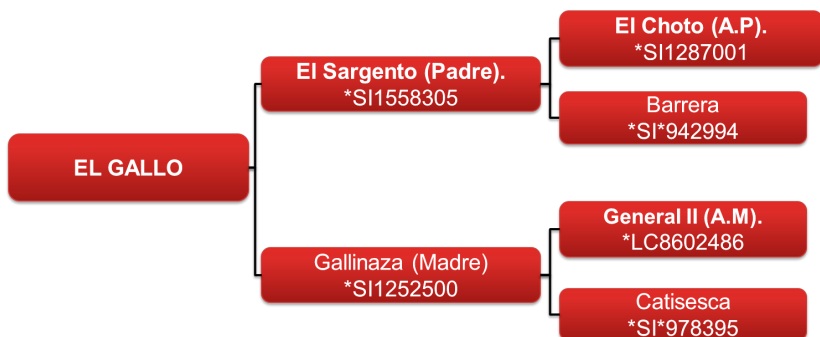 El Choto (A.P).
*SI1287001
El Sargento (Padre).
*SI1558305
Barrera
*SI*942994
EL GALLO
General II (A.M).
*LC8602486
Gallinaza (Madre)
*SI1252500
Catisesca
*SI*978395